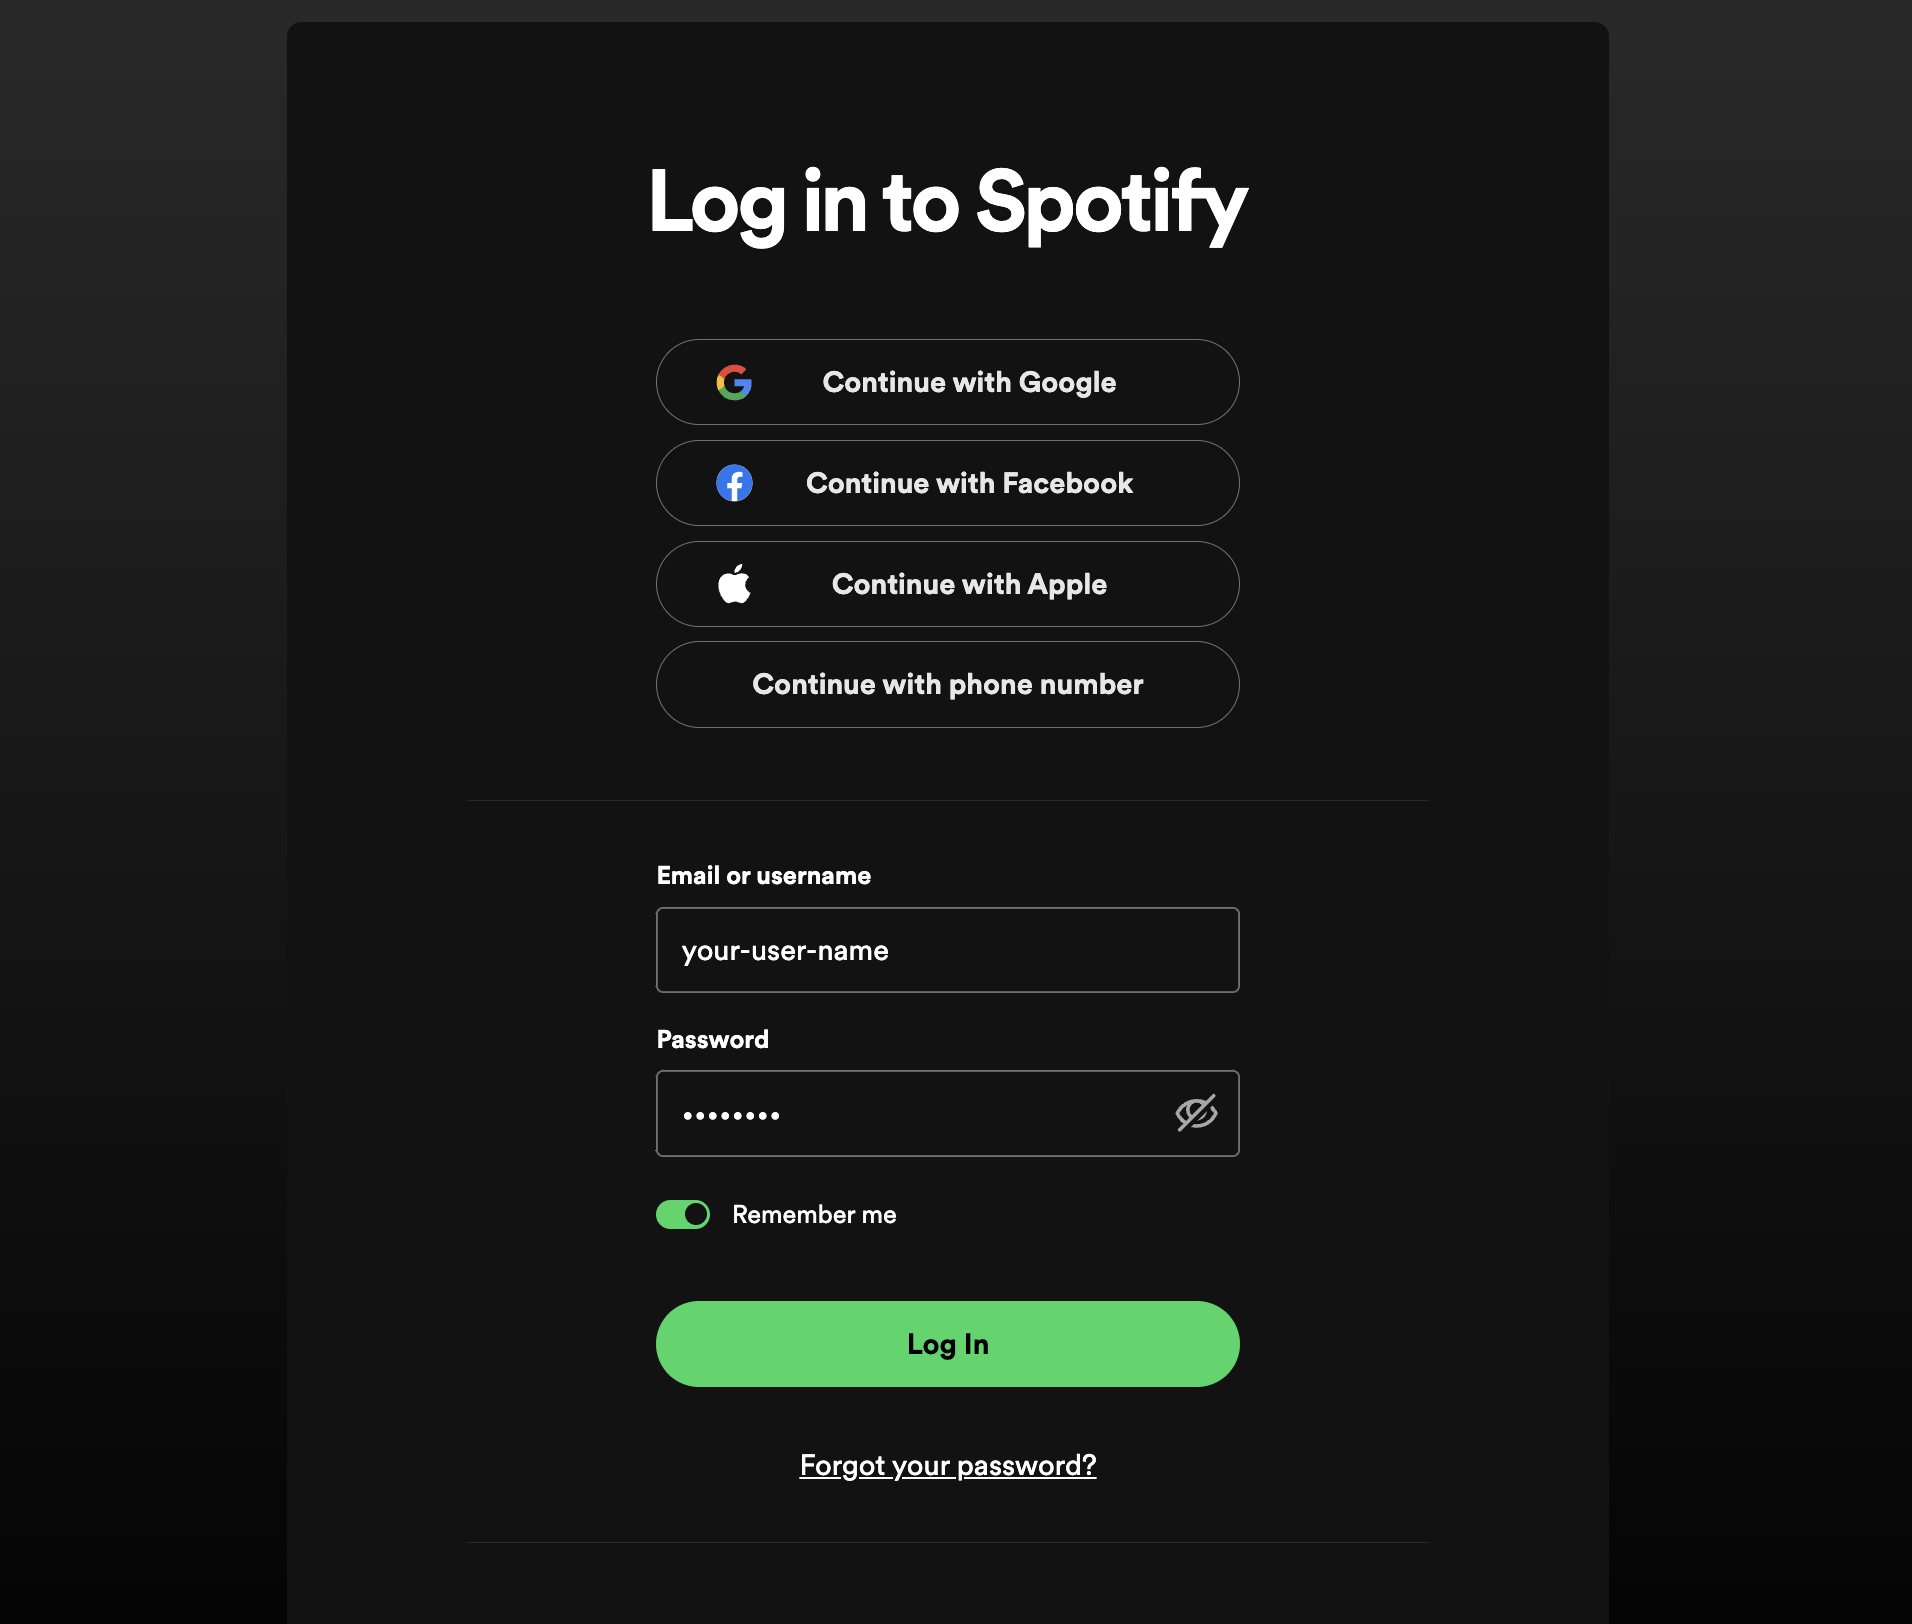 Log in to Spotify
Continue with Google
Continue with Facebook
Continue with Apple
Continue with phone number
Email or username
your-user-name
Password
••••••••
Remember me
Log In
Forgot your password?